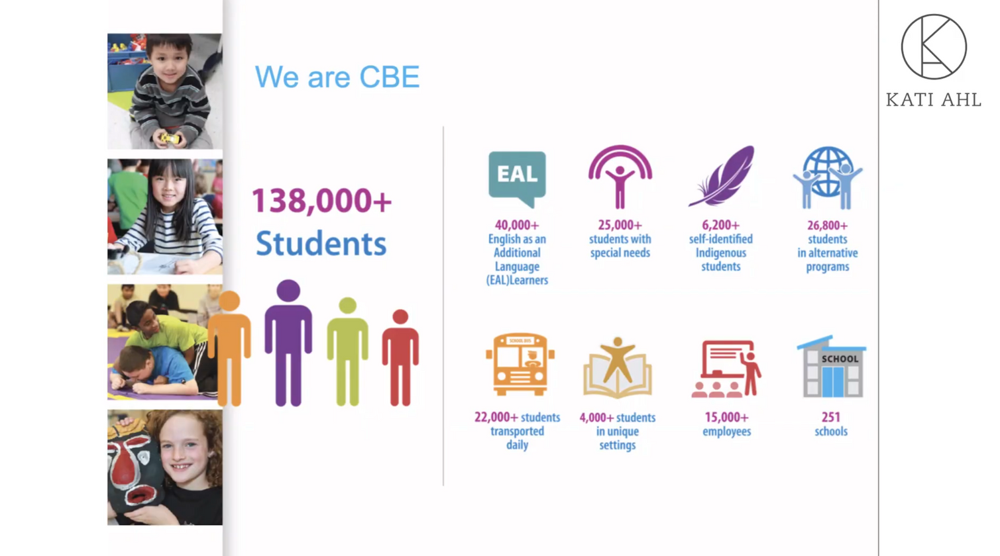 We are CBE
KATI AHL
138,000+
Students
EAL
40,000+
English as an
Additional
Language
(EAL)Learners
25,000+
students with
special needs
6,200+
self-identified
Indigenous
students
26,800+
students
in alternative
programs
SCHOOL BUS
22,000+ students
transported
daily
4,000+ students
in unique
settings
15,000+
employees
SCHOOL
251
schools